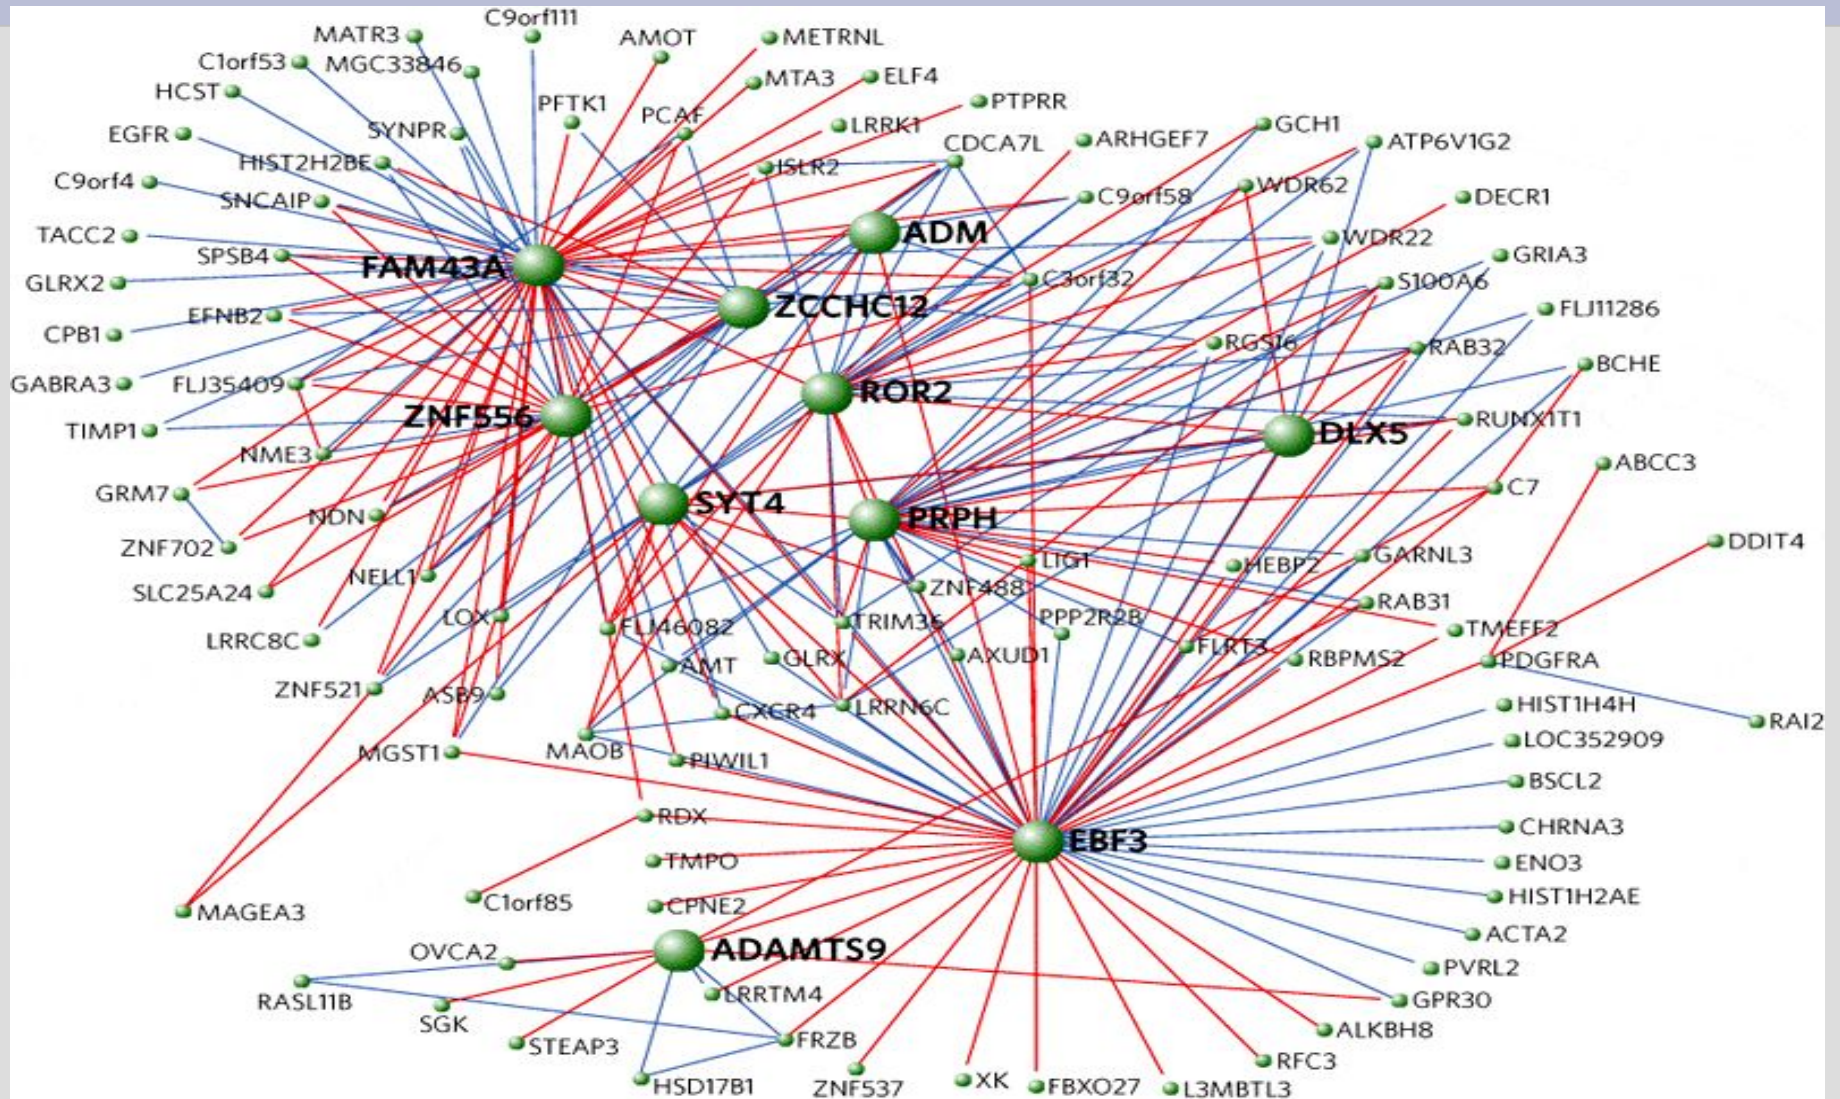 C9orf111
MATR3
AMOT
METRNL
C1orf53
MGC33846
MTA3
ELF4
HCST
PFTK1
PCAF
PTPRR
EGFR
SYNPR
LRRK1
CDCA7L
ARHGEF7
GCH1
ATP6V1G2
HIST2H2BE
ISLR2
C9orf4
SNCAIP
C9orf58
WDR62
DECR1
TACC2
SPSB4
FAM43A
ADM
WDR22
GRIA3
GLRX2
C3orf32
S100A6
EFNB2
ZCCHC12
FLJ11286
CPB1
RGS16
RAB32
BCHE
GABRA3
FLJ35409
ROR2
TIMP1
ZNF556
DLX5
RUNX1T1
NME3
ABCC3
GRM7
NDN
SYT4
PRPH
C7
ZNF702
LIG1
HEBP2
GARNL3
DDIT4
SLC25A24
NELL1
ZNF488
LOX
RAB31
LRRC8C
FLJ46082
TRIM36
PPP2R2B
TMEFF2
AMT
GLRX
AXUD1
FLRT3
RBPMS2
PDGFRA
ZNF521
ASB9
CXCR4
LRRN6C
HIST1H4H
RAI2
MGST1
MAOB
PIWIL1
LOC352909
BSCL2
RDX
EBF3
CHRNA3
TMPO
ENO3
MAGEA3
C1orf85
CPNE2
HIST1H2AE
OVCA2
ADAMTS9
ACTA2
PVRL2
RASL11B
SGK
LRRTM4
GPR30
STEAP3
FRZB
ALKBH8
RFC3
HSD17B1
ZNF537
XK
FBXO27
L3MBTL3